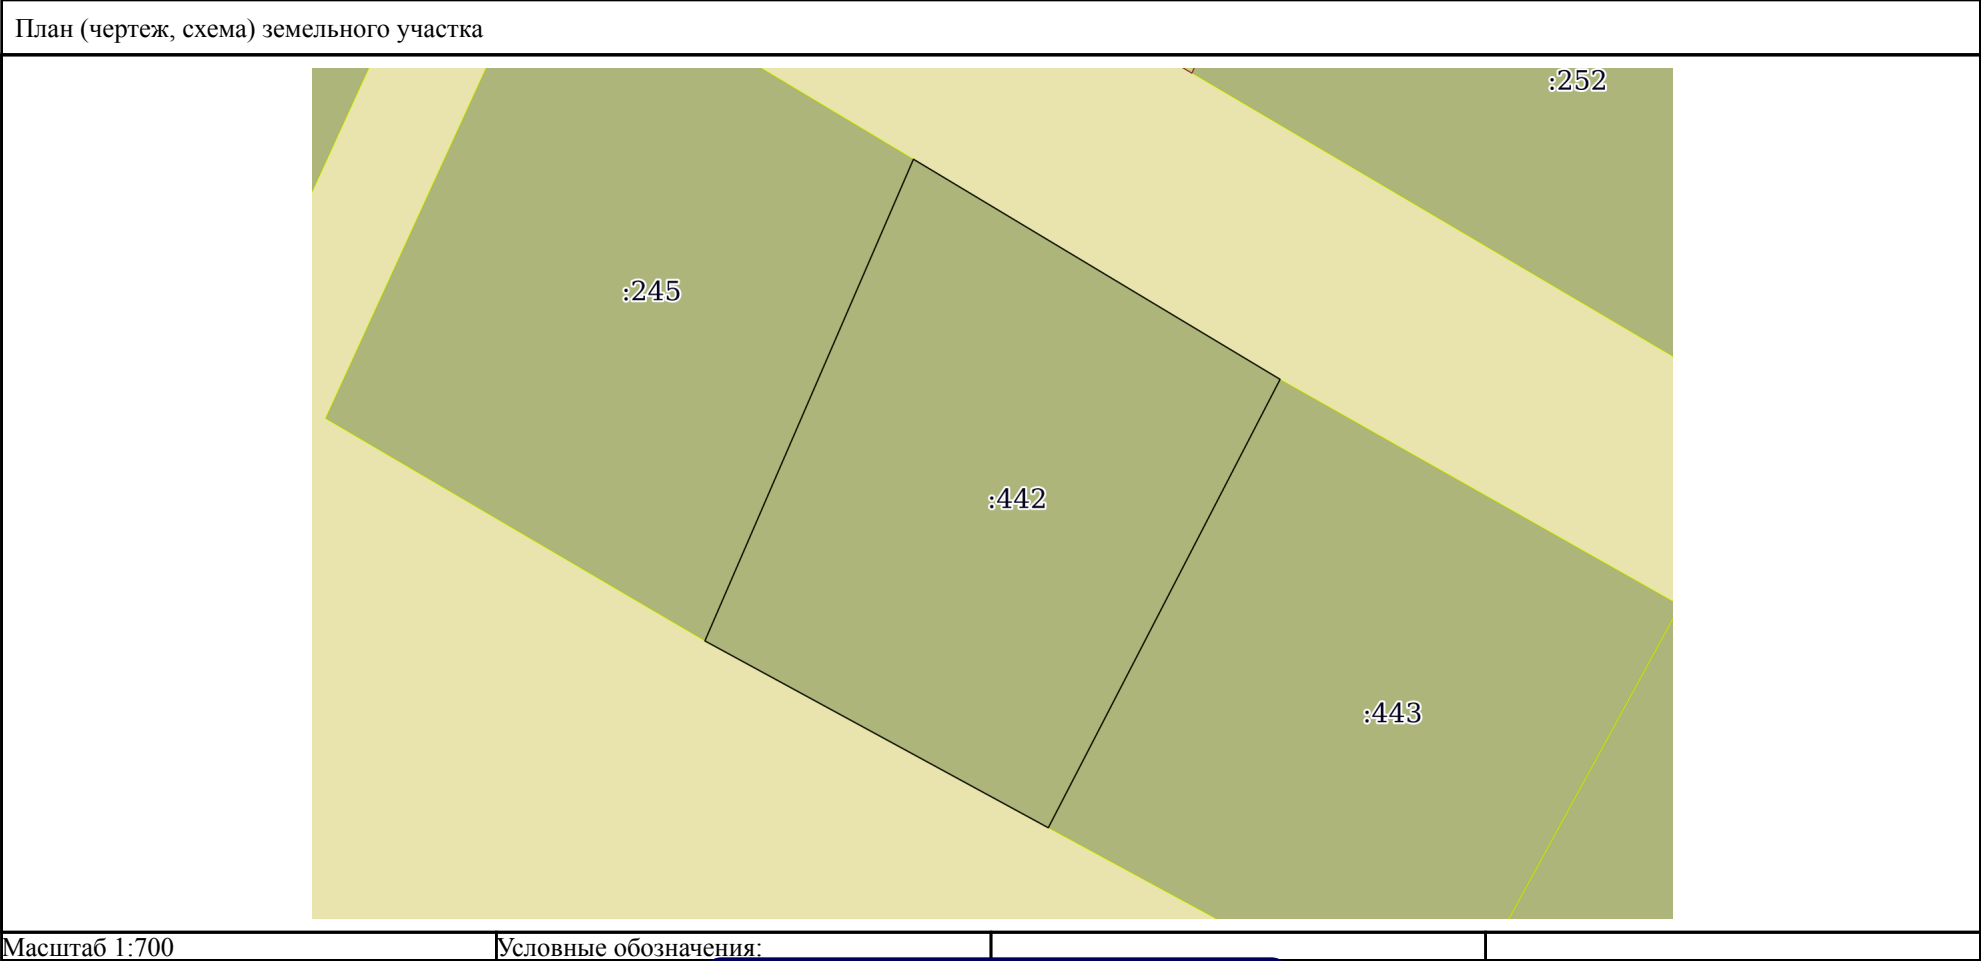 План (чертеж, схема) земельного участка
:252
:245
:442
:443
Масштаб 1:700
Условные обозначения: